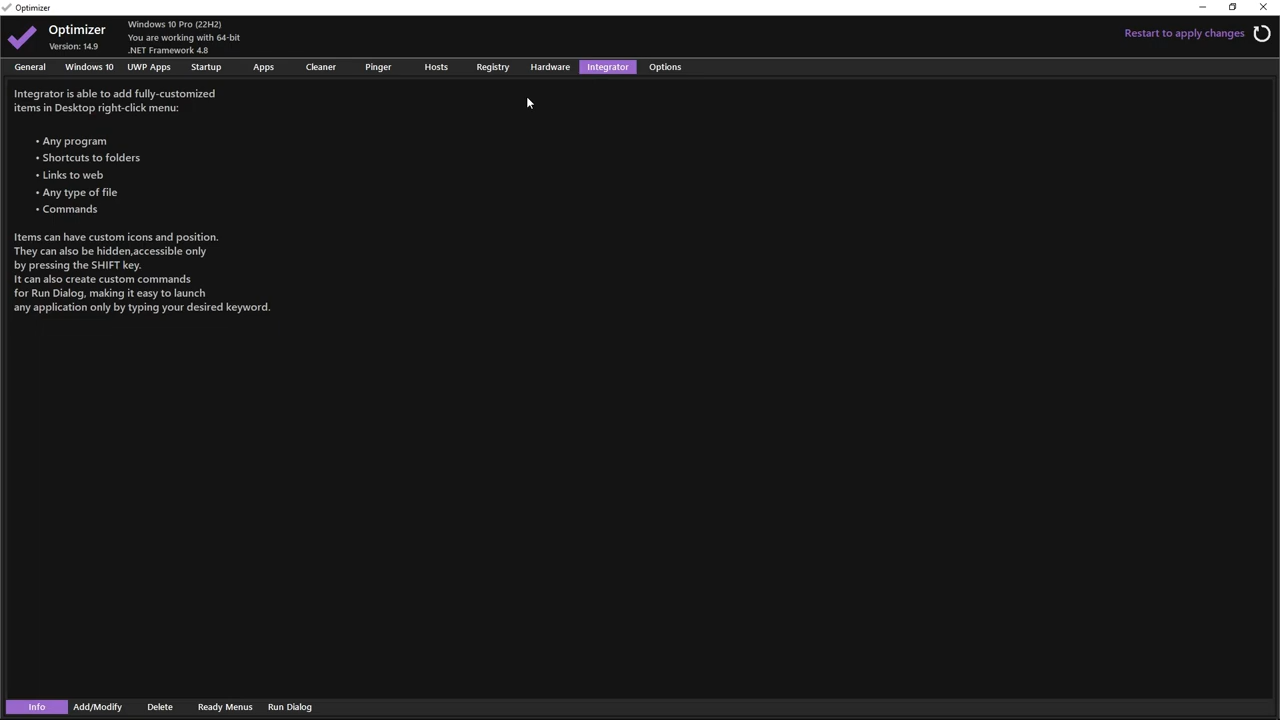 Optimizer
Optimizer
Version: 14.9
Windows 10 Pro (22H2)
You are working with 64-bit
.NET Framework 4.8
Restart to apply changes
General
Windows 10
UWP Apps
Startup
Apps
Cleaner
Pinger
Hosts
Registry
Hardware
Integrator
Options
Integrator is able to add fully-customized
items in Desktop right-click menu:
• Any program
• Shortcuts to folders
• Links to web
• Any type of file
• Commands
Items can have custom icons and position.
They can also be hidden,accessible only
by pressing the SHIFT key.
It can also create custom commands
for Run Dialog, making it easy to launch
any application only by typing your desired keyword.
Info
Add/Modify
Delete
Ready Menus
Run Dialog